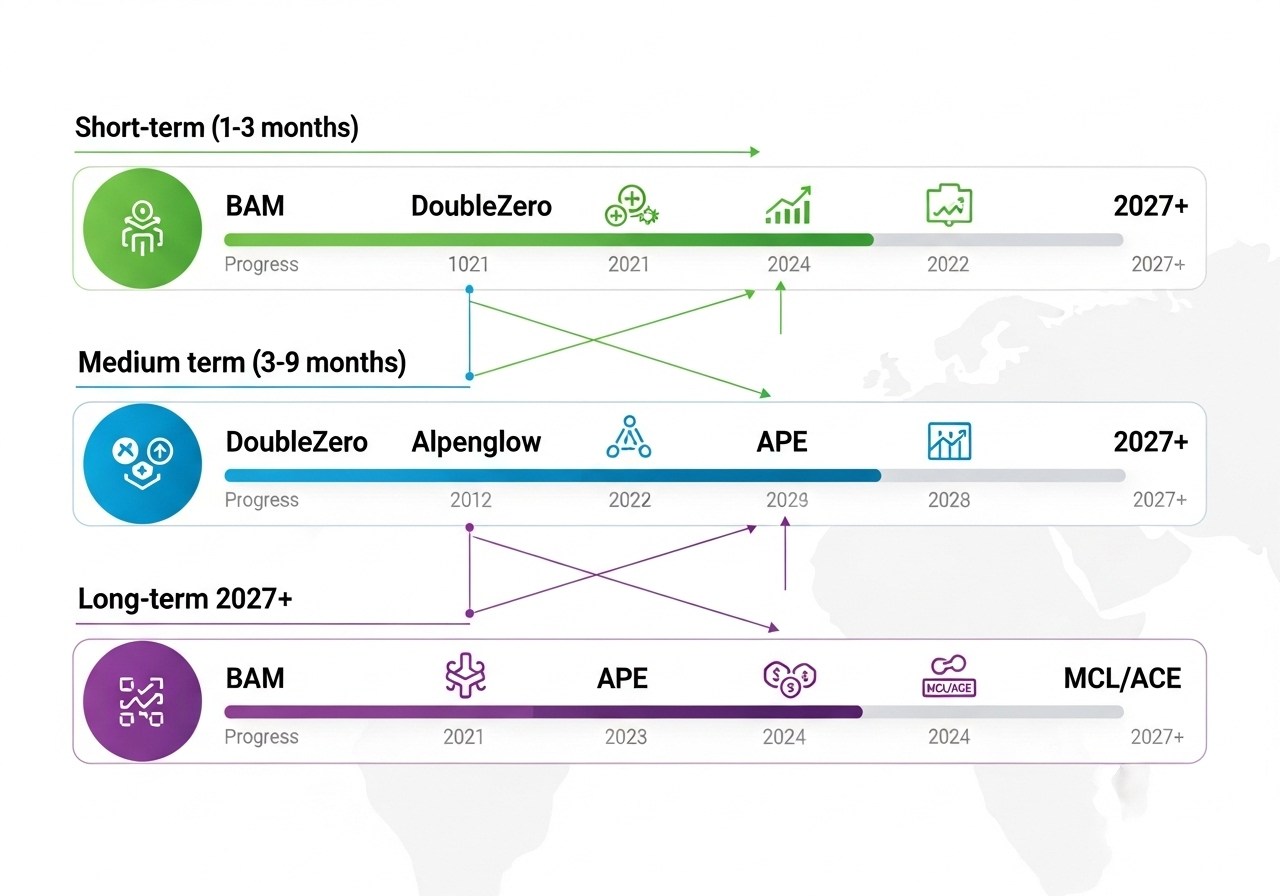 Short-term (1-3 months)
BAM DoubleZero 2027+
Progress 1021 2021 2024 2022 2027+
Medium term (3-9 months)
DoubleZero Alpenglow APE 2027+
Progress 2012 2022 2029 2028 2027+
Long-term 2027+
BAM APE MCL/ACE
Progress 2021 2023 2024 2024 2027+